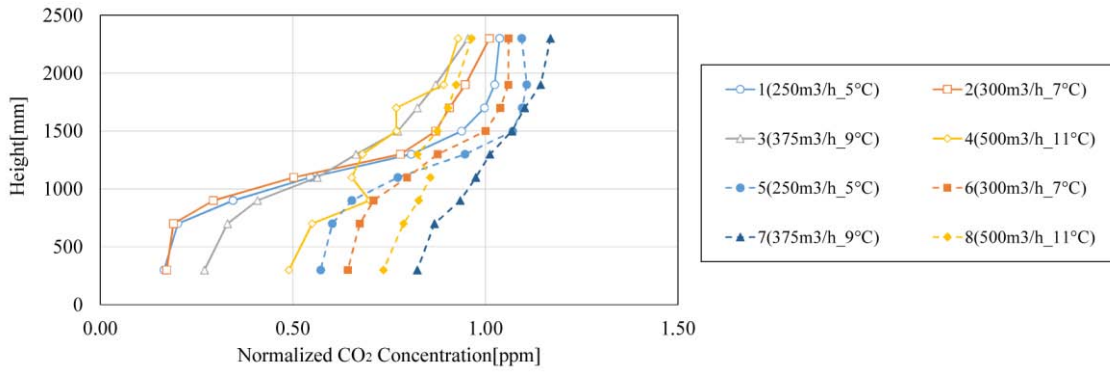 2500
2000
1500
1000
500
0
Height[mm]
0.00 0.50 1.00 1.50
Normalized CO₂ Concentration[ppm]
1(250m3/h_5°C) 2(300m3/h_7°C)
3(375m3/h_9°C) 4(500m3/h_11°C)
5(250m3/h_5°C) 6(300m3/h_7°C)
7(375m3/h_9°C) 8(500m3/h_11°C)